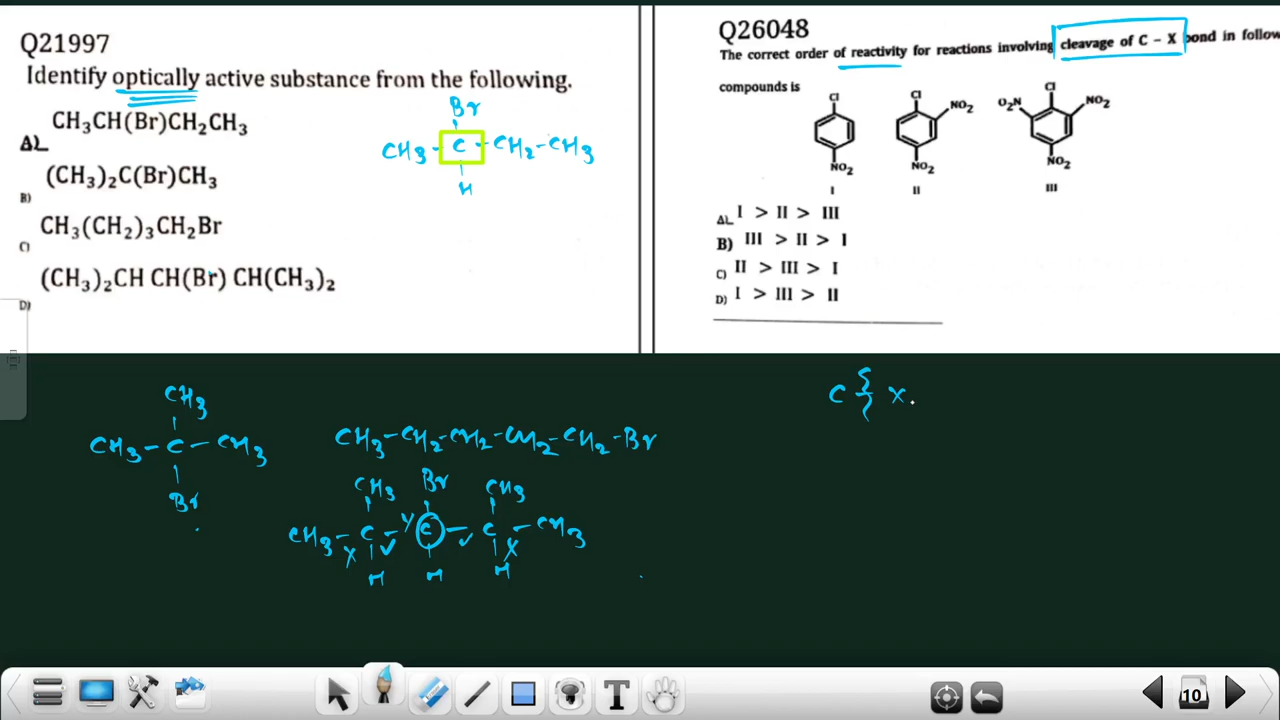 Q21997
Identify optically active substance from the following.
A) CH₃CH(Br)CH₂CH₃
B) (CH₃)₂C(Br)CH₃
C) CH₃(CH₂)₃CH₂Br
D) (CH₃)₂CH CH(Br) CH(CH₃)₂
Br
CH₃-C-CH₂-CH₃
H
Q26048
The correct order of reactivity for reactions involving cleavage of C – X bond in follow
compounds is
Cl
Cl
NO₂
O₂N
Cl
NO₂
NO₂
NO₂
NO₂
I
II
III
A) I > II > III
B) III > II > I
C) II > III > I
D) I > III > II
CH₃
CH₃-C-CH₃
Br
CH₃-CH₂-CH₂-CH₂-CH₂-Br
CH₃ Br CH₃
CH₃-C-C-C-CH₃
H H H
C X
10
T